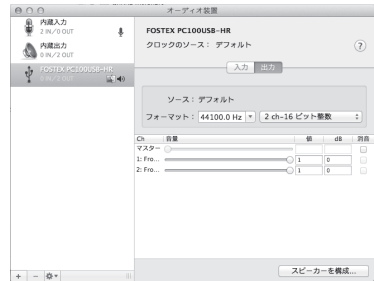 オーディオ装置
内蔵入力
2 IN/0 OUT
内蔵出力
0 IN/2 OUT
FOSTEX PC100USB-HR
0 IN/2 OUT
FOSTEX PC100USB-HR
クロックのソース： デフォルト
?
入力 出力
ソース： デフォルト
フォーマット： 44100.0 Hz 2 ch-16 ビット整数
Ch 音量 値 dB 消音
マスター
1: Fro... 1 0
2: Fro... 1 0
+ −
スピーカーを構成...